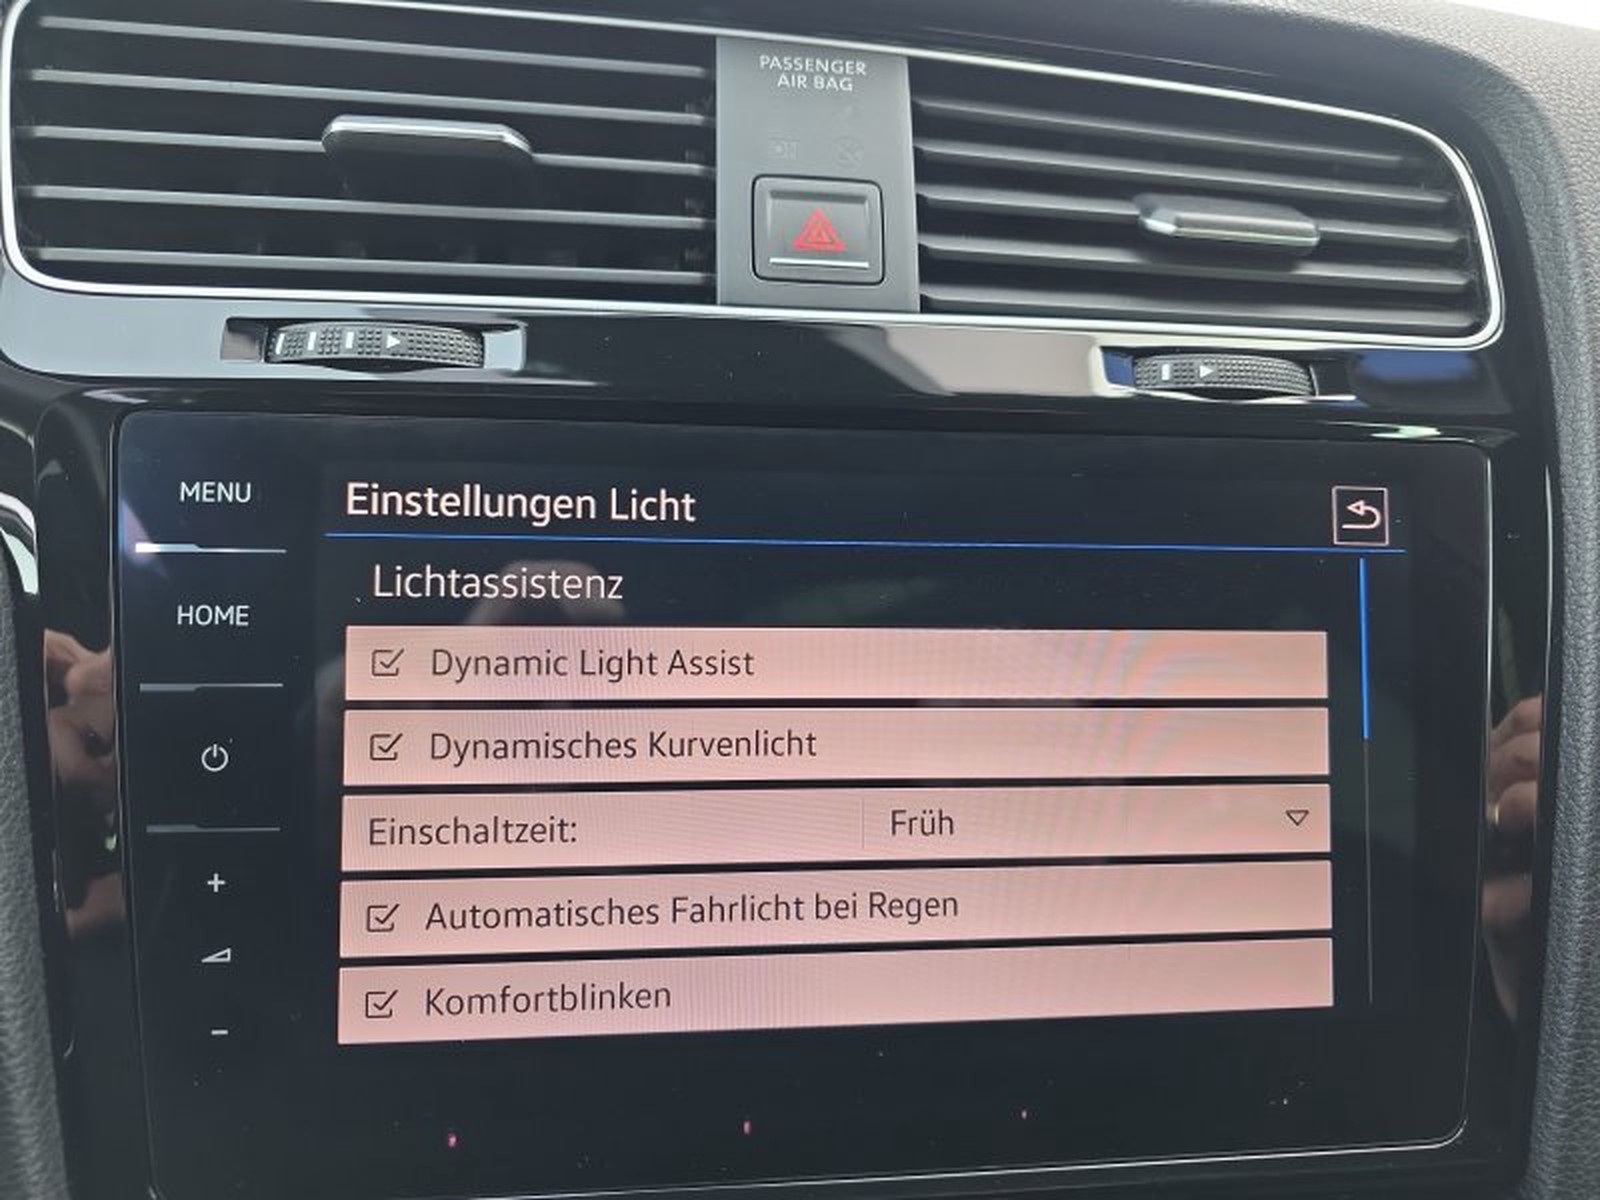 PASSENGER
AIR BAG
MENU
HOME
Einstellungen Licht
Lichtassistenz
Dynamic Light Assist
Dynamisches Kurvenlicht
Einschaltzeit: Früh
Automatisches Fahrlicht bei Regen
Komfortblinken